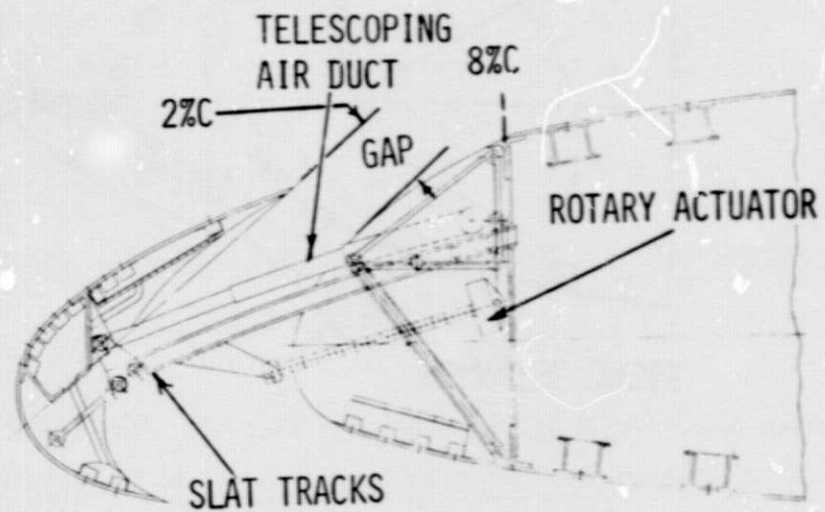 TELESCOPING
AIR DUCT
8%C
2%C
GAP
ROTARY ACTUATOR
SLAT TRACKS